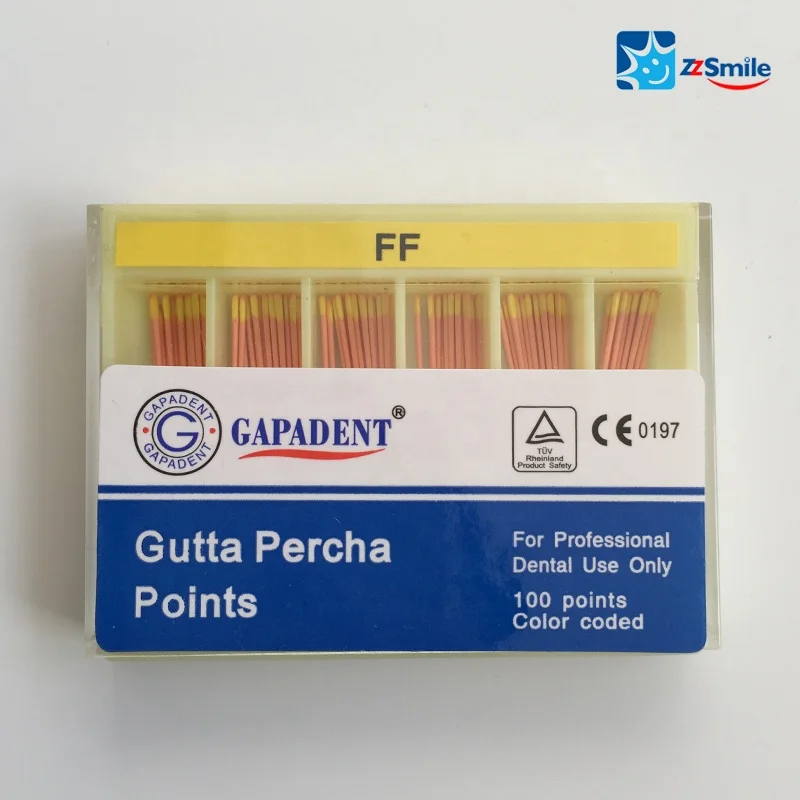 ZZSmile
FF
GAPADENT
G
GAPADENT
GAPADENT®
TÜV
Rheinland
Product Safety
CE 0197
Gutta Percha
Points
For Professional
Dental Use Only
100 points
Color coded